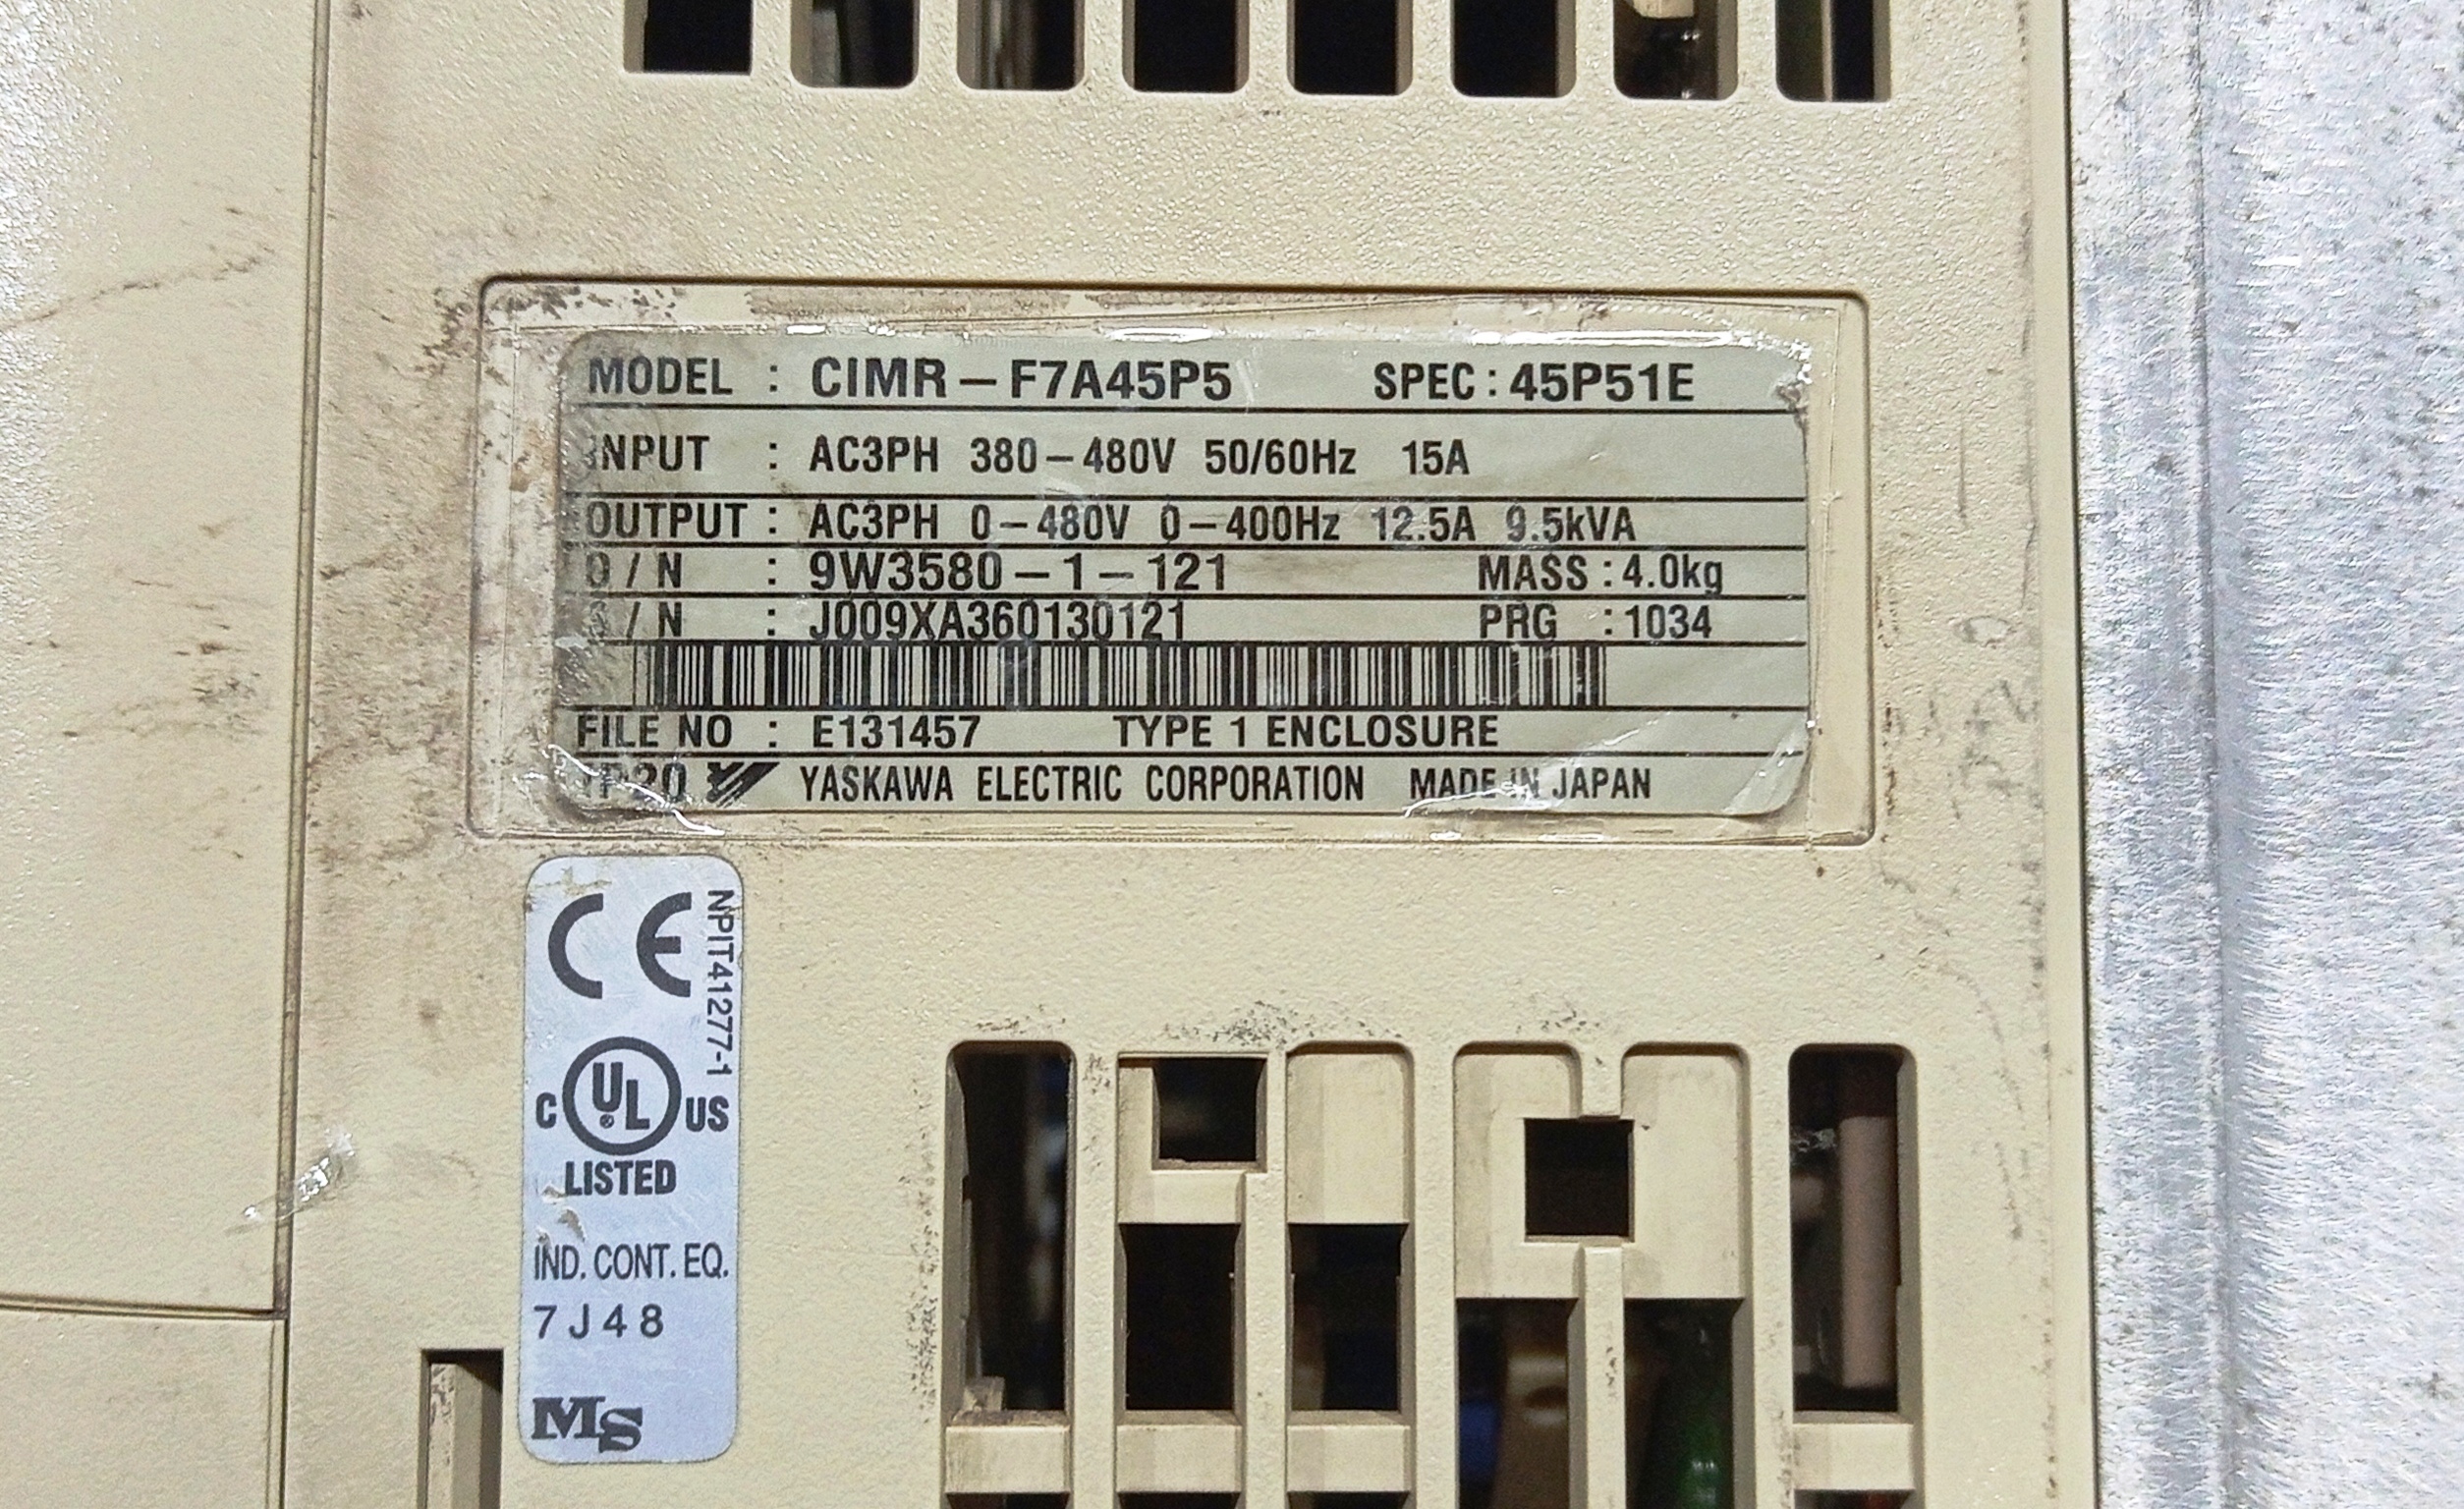 MODEL : CIMR-F7A45P5 SPEC : 45P51E
INPUT : AC3PH 380-480V 50/60Hz 15A
OUTPUT : AC3PH 0-480V 0-400Hz 12.5A 9.5kVA
O / N : 9W3580-1-121 MASS : 4.0kg
S / N : J009XA360130121 PRG : 1034
FILE NO : E131457 TYPE 1 ENCLOSURE
IP20 YASKAWA ELECTRIC CORPORATION MADE IN JAPAN
CE
NPIT41277-1
C UL US
LISTED
IND. CONT. EQ.
7J48
MS